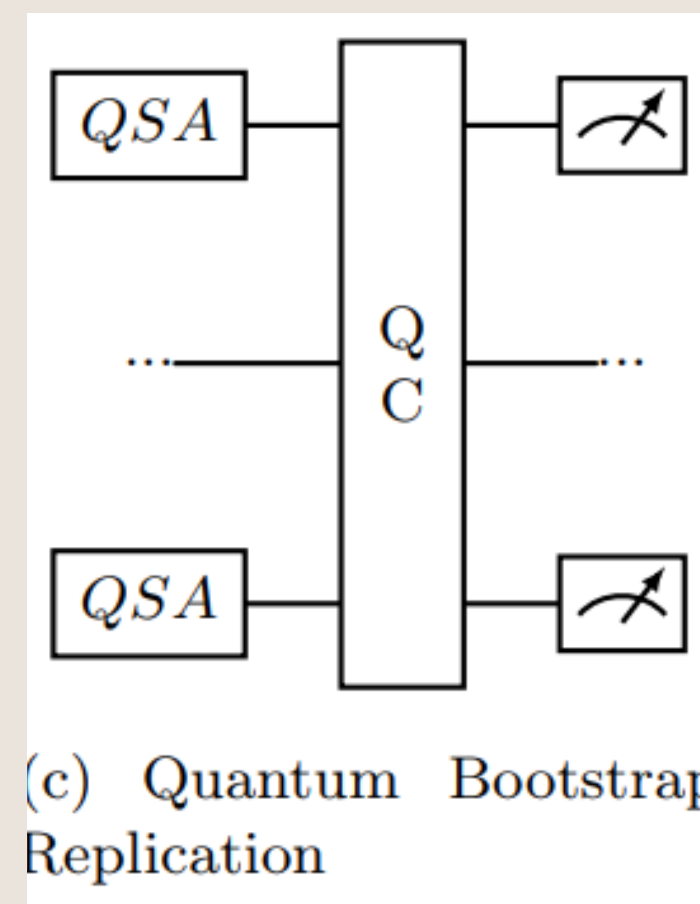 QSA
... Q ...
C
QSA
(c) Quantum Bootstrap
Replication